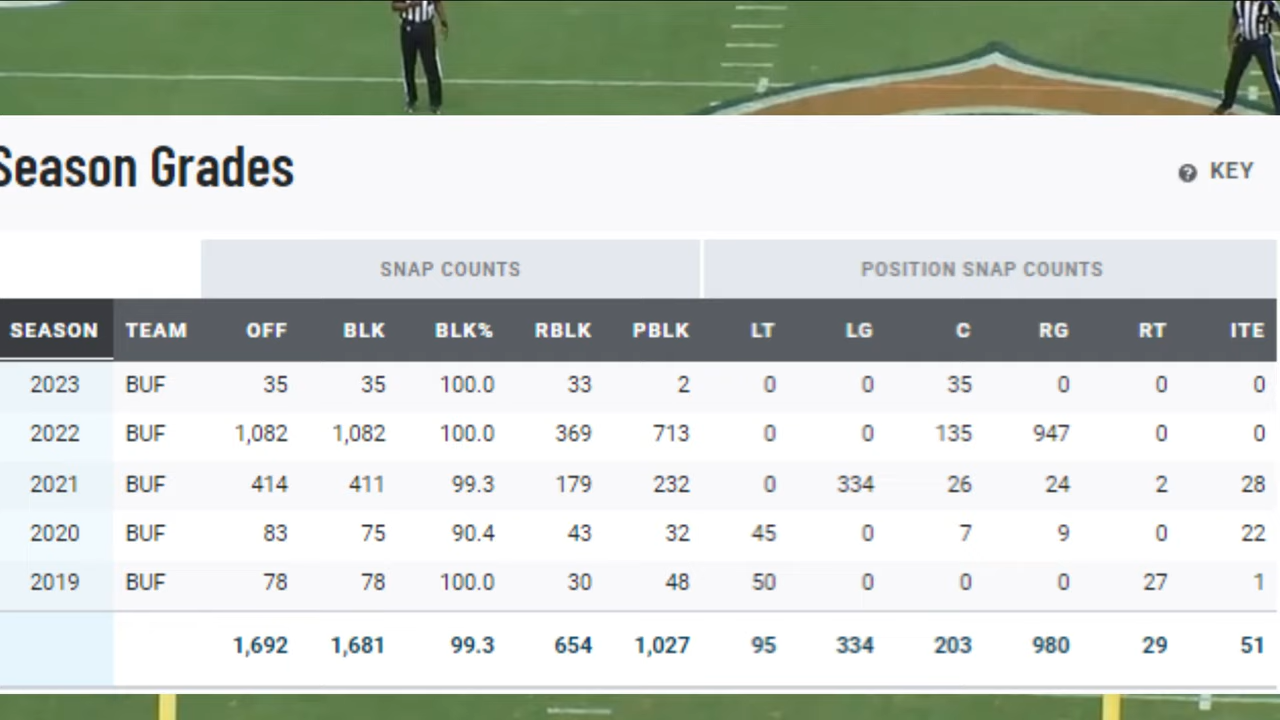 Season Grades
KEY
SNAP COUNTS POSITION SNAP COUNTS
SEASON TEAM OFF BLK BLK% RBLK PBLK LT LG C RG RT ITE
2023 BUF 35 35 100.0 33 2 0 0 35 0 0 0
2022 BUF 1,082 1,082 100.0 369 713 0 0 135 947 0 0
2021 BUF 414 411 99.3 179 232 0 334 26 24 2 28
2020 BUF 83 75 90.4 43 32 45 0 7 9 0 22
2019 BUF 78 78 100.0 30 48 50 0 0 0 27 1
1,692 1,681 99.3 654 1,027 95 334 203 980 29 51